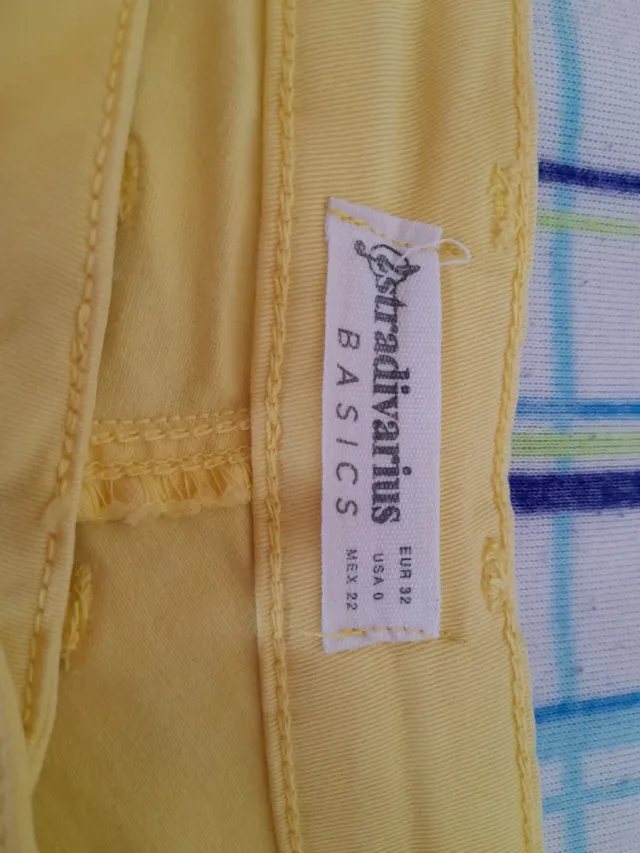 stradivarius
BASICS
EUR 32
USA 0
MEX 22